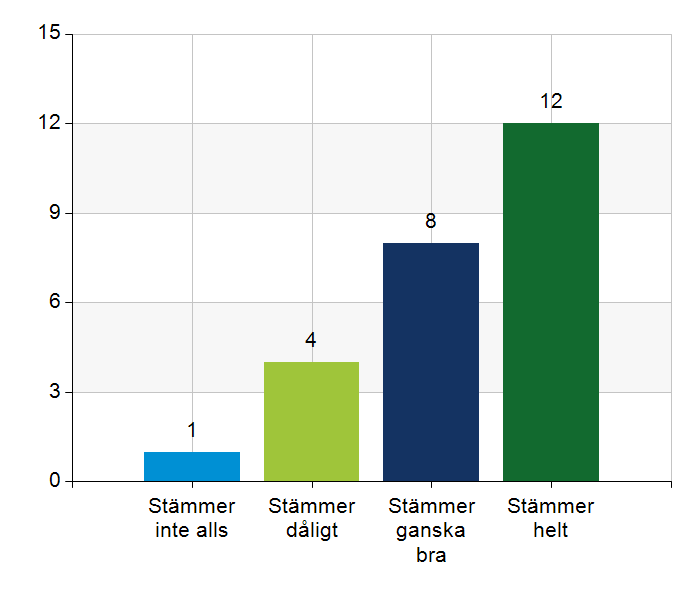 15
12
12
9
8
6
4
3
1
0
Stämmer inte alls
Stämmer dåligt
Stämmer ganska bra
Stämmer helt